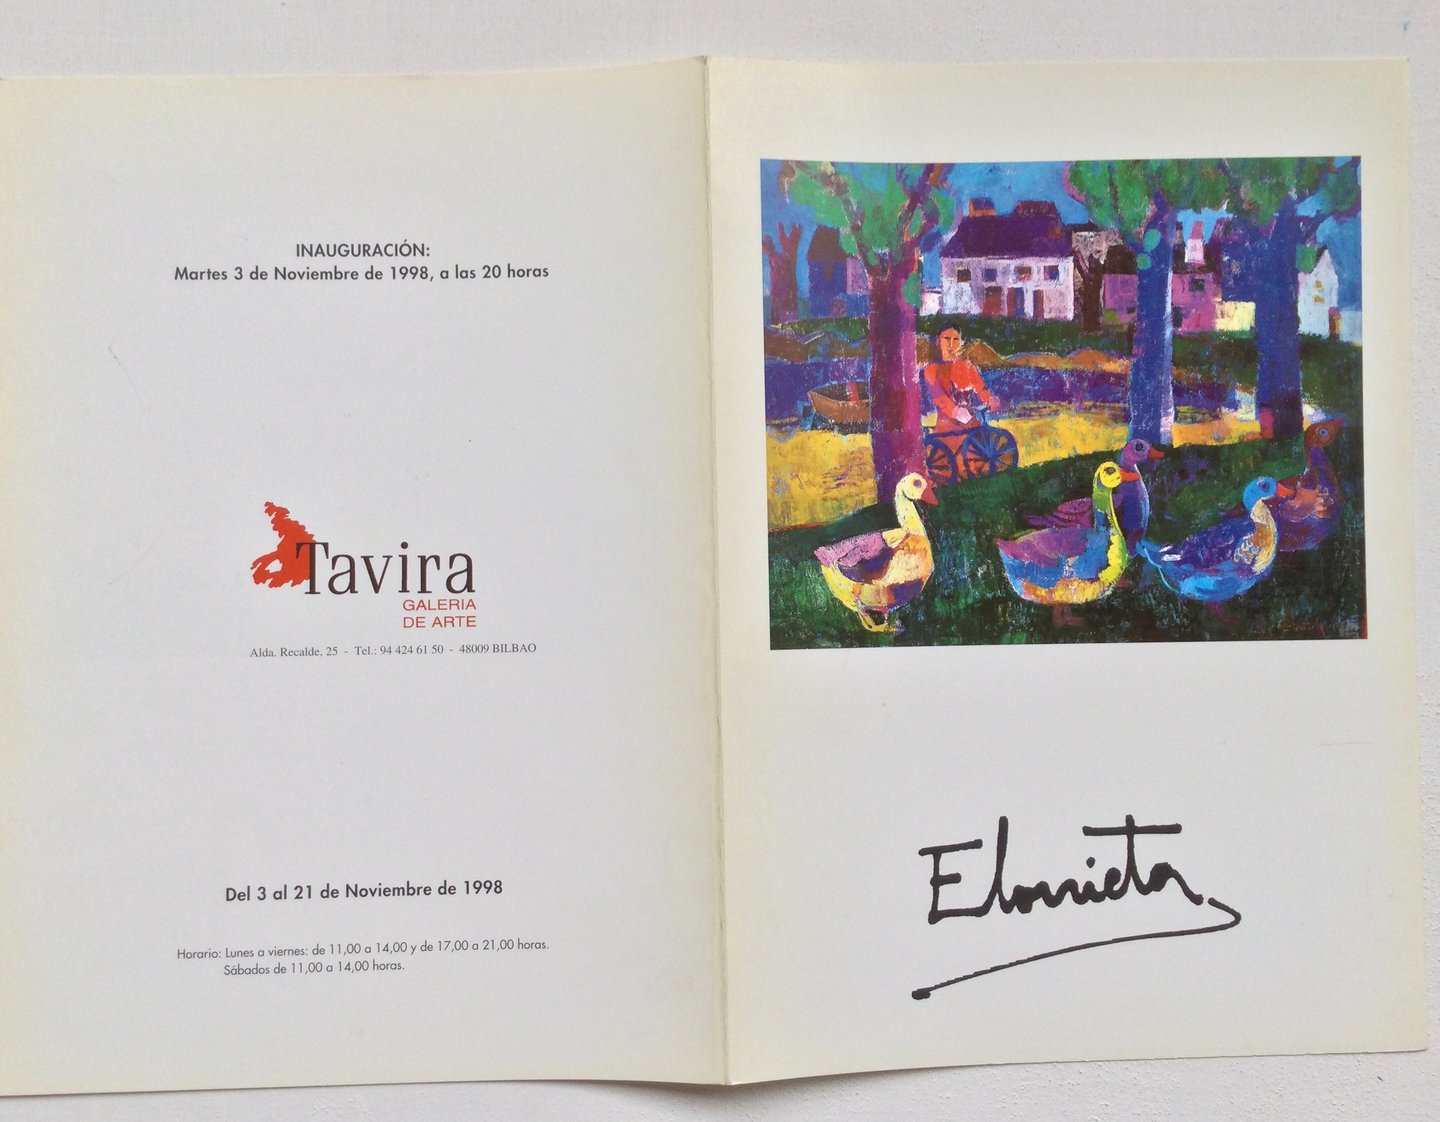 INAUGURACIÓN:
Martes 3 de Noviembre de 1998, a las 20 horas
Tavira
GALERIA
DE ARTE
Alda. Recalde, 25 - Tel.: 94 424 61 50 - 48009 BILBAO
Del 3 al 21 de Noviembre de 1998
Horario: Lunes a viernes: de 11,00 a 14,00 y de 17,00 a 21,00 horas.
Sábados de 11,00 a 14,00 horas.
Elorrieta